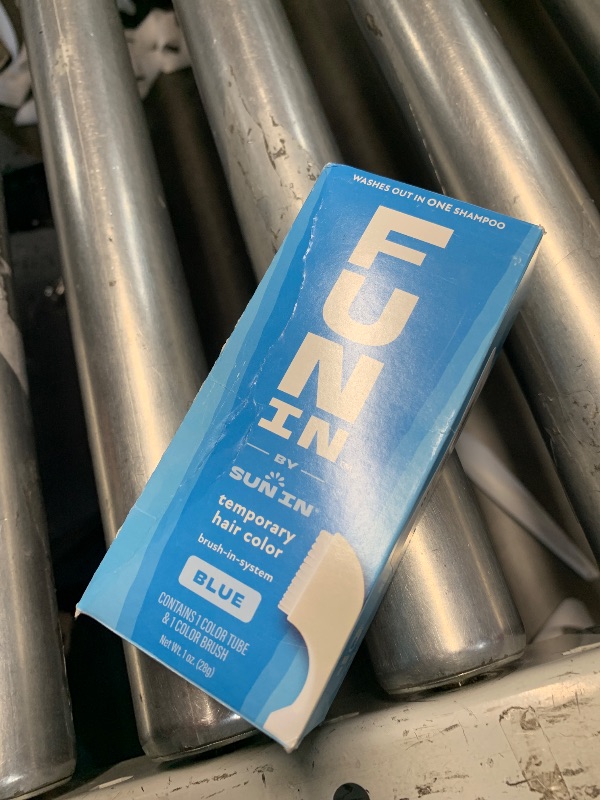 WASHES OUT IN ONE SHAMPOO
F
U
N
IN
BY
SUN IN
temporary
hair color
brush-in-system
BLUE
CONTAINS 1 COLOR TUBE
& 1 COLOR BRUSH
Net Wt. 1 oz. (28g)